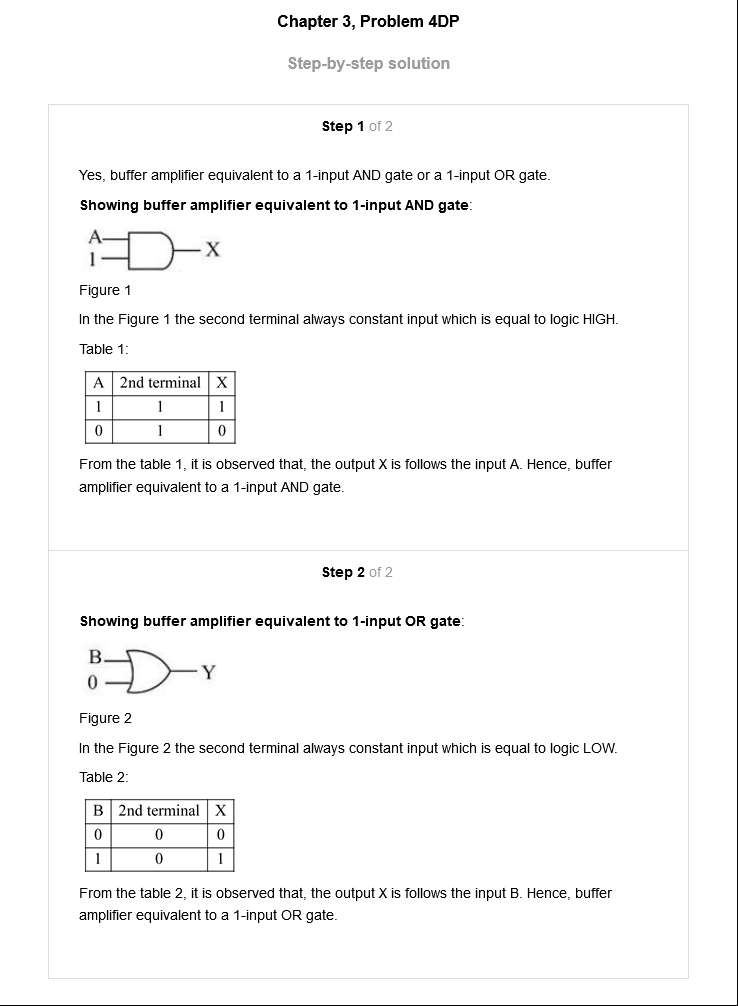 Chapter 3, Problem 4DP
Step-by-step solution
Step 1 of 2
Yes, buffer amplifier equivalent to a 1-input AND gate or a 1-input OR gate.
Showing buffer amplifier equivalent to 1-input AND gate:
A
1
X
Figure 1
In the Figure 1 the second terminal always constant input which is equal to logic HIGH.
Table 1:
A 2nd terminal X
1 1 1
0 1 0
From the table 1, it is observed that, the output X is follows the input A. Hence, buffer
amplifier equivalent to a 1-input AND gate.
Step 2 of 2
Showing buffer amplifier equivalent to 1-input OR gate:
B
0
Y
Figure 2
In the Figure 2 the second terminal always constant input which is equal to logic LOW.
Table 2:
B 2nd terminal X
0 0 0
1 0 1
From the table 2, it is observed that, the output X is follows the input B. Hence, buffer
amplifier equivalent to a 1-input OR gate.